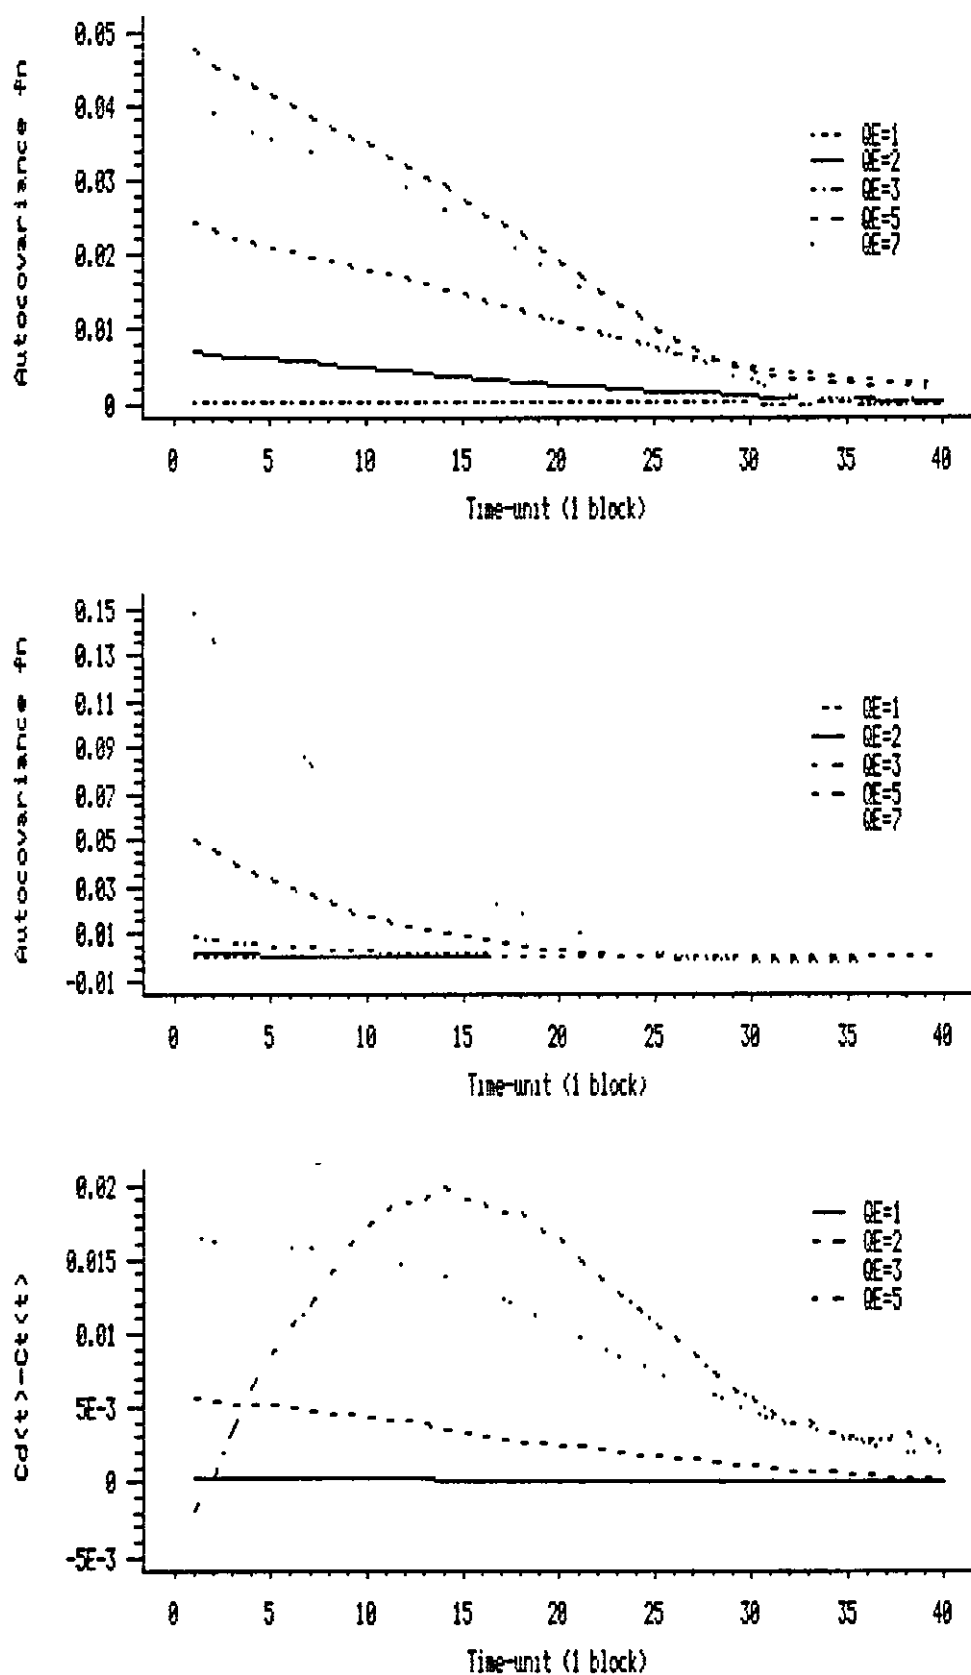 Autocovariance fn
0.05
0.04
0.03
0.02
0.01
0
QE=1
QE=2
QE=3
QE=5
QE=7
0 5 10 15 20 25 30 35 40
Time-unit (1 block)
Autocovariance fn
0.15
0.13
0.11
0.09
0.07
0.05
0.03
0.01
-0.01
QE=1
QE=2
QE=3
QE=5
QE=7
0 5 10 15 20 25 30 35 40
Time-unit (1 block)
Cd(t)-Ct(t)
0.02
0.015
0.01
5E-3
0
-5E-3
QE=1
QE=2
QE=3
QE=5
0 5 10 15 20 25 30 35 40
Time-unit (1 block)